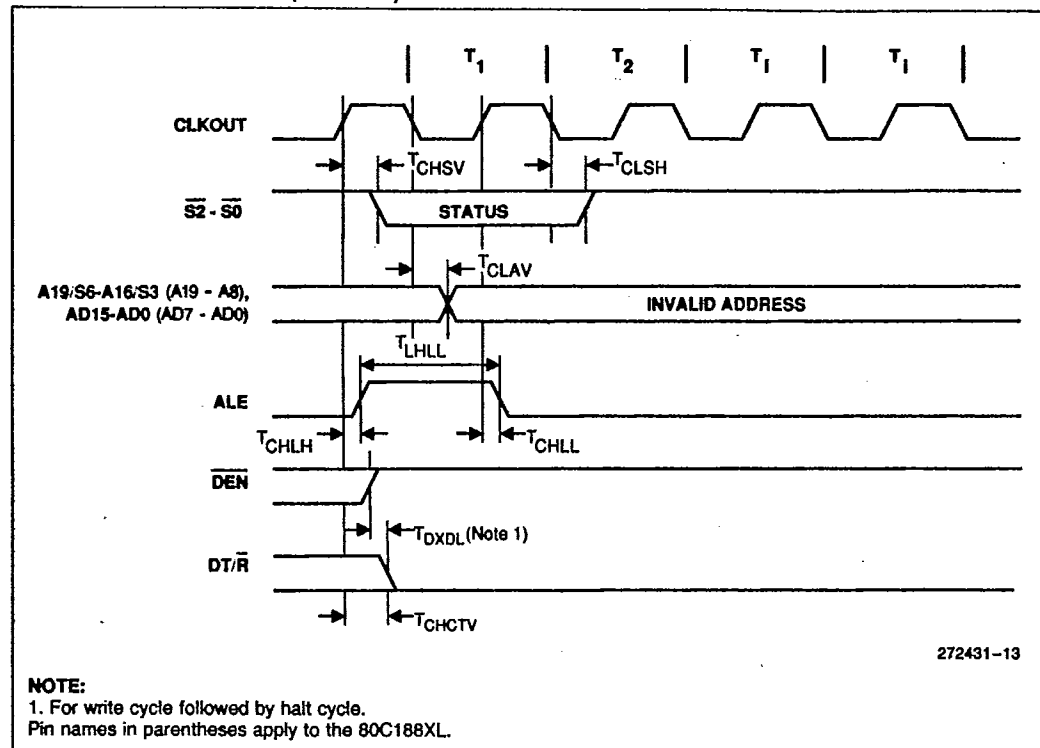 T1 T2 Ti Ti
CLKOUT
TCHSV TCLSH
S2 - S0 STATUS
TCLAV
A19/S6-A16/S3 (A19 - A8),
AD15-AD0 (AD7 - AD0)
INVALID ADDRESS
TLHLL
ALE
TCHLH TCHLL
DEN
TDXDL(Note 1)
DT/R
TCHCTV
272431-13
NOTE:
1. For write cycle followed by halt cycle.
Pin names in parentheses apply to the 80C188XL.